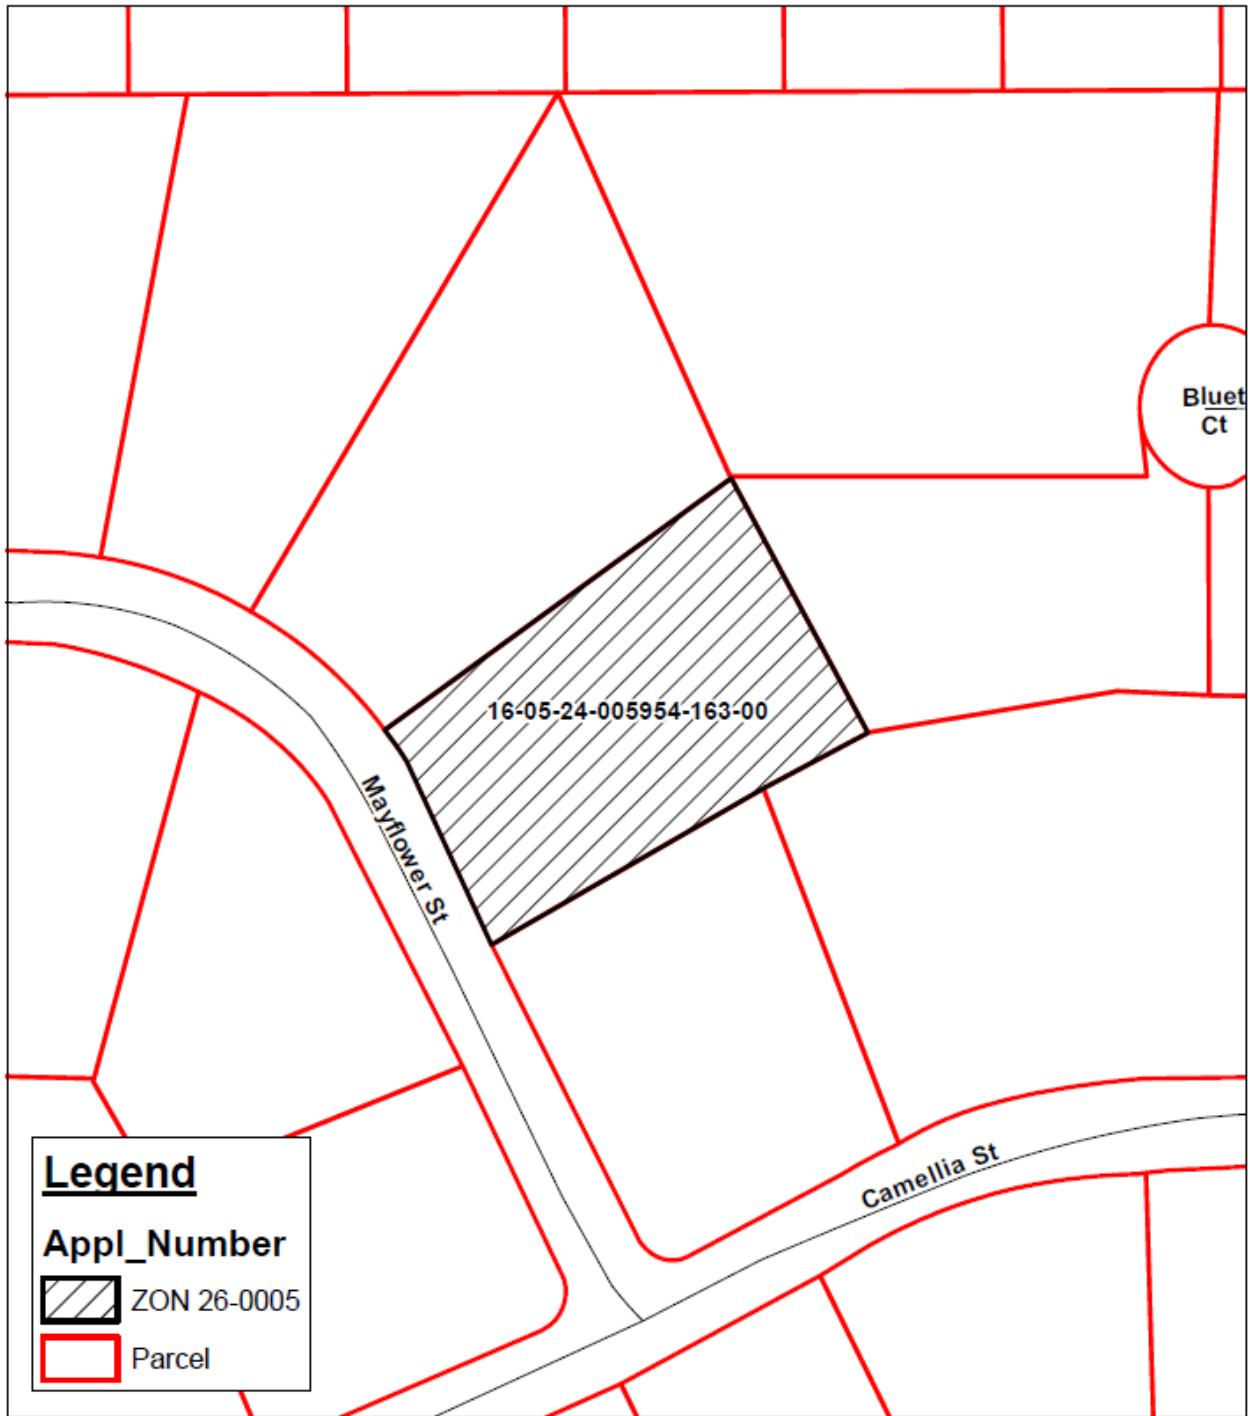 Bluet
Ct
16-05-24-005954-163-00
Mayflower St
Camellia St
Legend
Appl_Number
ZON 26-0005
Parcel